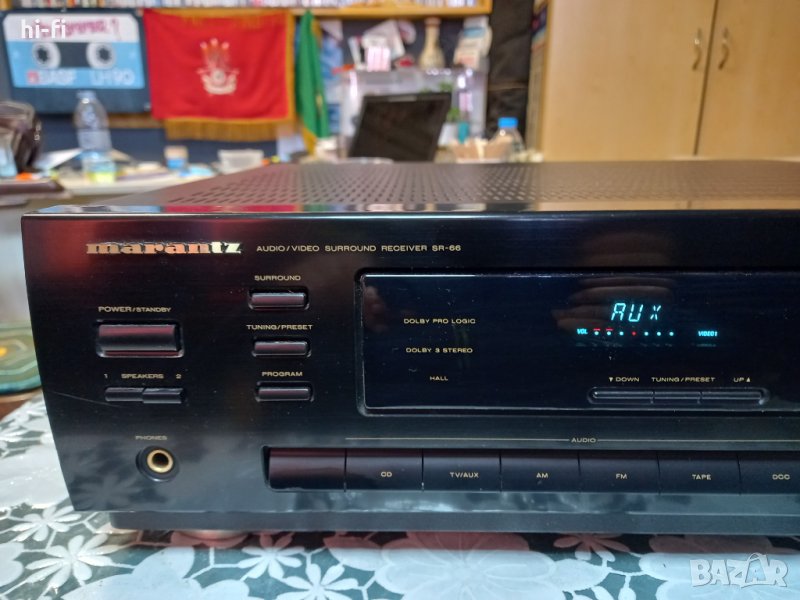 hi-fi
BASF LH90
marantz AUDIO/VIDEO SURROUND RECEIVER SR-66
SURROUND
POWER/STANDBY
TUNING/PRESET
1 SPEAKERS 2
PROGRAM
PHONES
DOLBY PRO LOGIC
DOLBY 3 STEREO
HALL
AUX
VOL VIDEO1
▼ DOWN TUNING/PRESET UP ▲
AUDIO
CD TV/AUX AM FM TAPE DCC
BAZAR